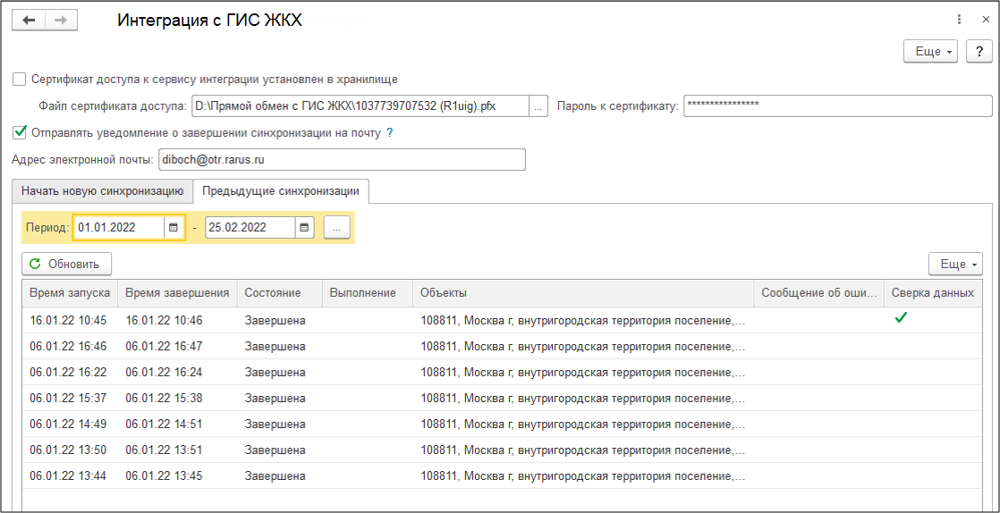 Интеграция с ГИС ЖКХ
Еще ?
Сертификат доступа к сервису интеграции установлен в хранилище
Файл сертификата доступа: D:\Прямой обмен с ГИС ЖКХ\1037739707532 (R1uig).pfx ... Пароль к сертификату: ****************
Отправлять уведомление о завершении синхронизации на почту ?
Адрес электронной почты: diboch@otr.rarus.ru
Начать новую синхронизацию Предыдущие синхронизации
Период: 01.01.2022 - 25.02.2022 ...
Обновить Еще
Время запуска Время завершения Состояние Выполнение Объекты Сообщение об оши... Сверка данных
16.01.22 10:45 16.01.22 10:46 Завершена 108811, Москва г, внутригородская территория поселение,...
06.01.22 16:46 06.01.22 16:47 Завершена 108811, Москва г, внутригородская территория поселение,...
06.01.22 16:22 06.01.22 16:24 Завершена 108811, Москва г, внутригородская территория поселение,...
06.01.22 15:37 06.01.22 15:38 Завершена 108811, Москва г, внутригородская территория поселение,...
06.01.22 14:49 06.01.22 14:51 Завершена 108811, Москва г, внутригородская территория поселение,...
06.01.22 13:50 06.01.22 13:51 Завершена 108811, Москва г, внутригородская территория поселение,...
06.01.22 13:44 06.01.22 13:45 Завершена 108811, Москва г, внутригородская территория поселение,...